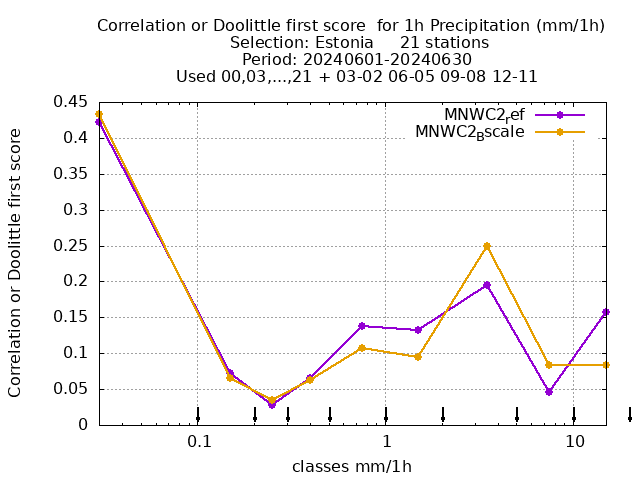 Correlation or Doolittle first score  for 1h Precipitation (mm/1h)
Selection: Estonia     21 stations
Period: 20240601-20240630
Used 00,03,...,21 + 03-02 06-05 09-08 12-11
MNWC2ref
MNWC2Bscale
Correlation or Doolittle first score
0.45
0.4
0.35
0.3
0.25
0.2
0.15
0.1
0.05
0
0.1
1
10
classes mm/1h